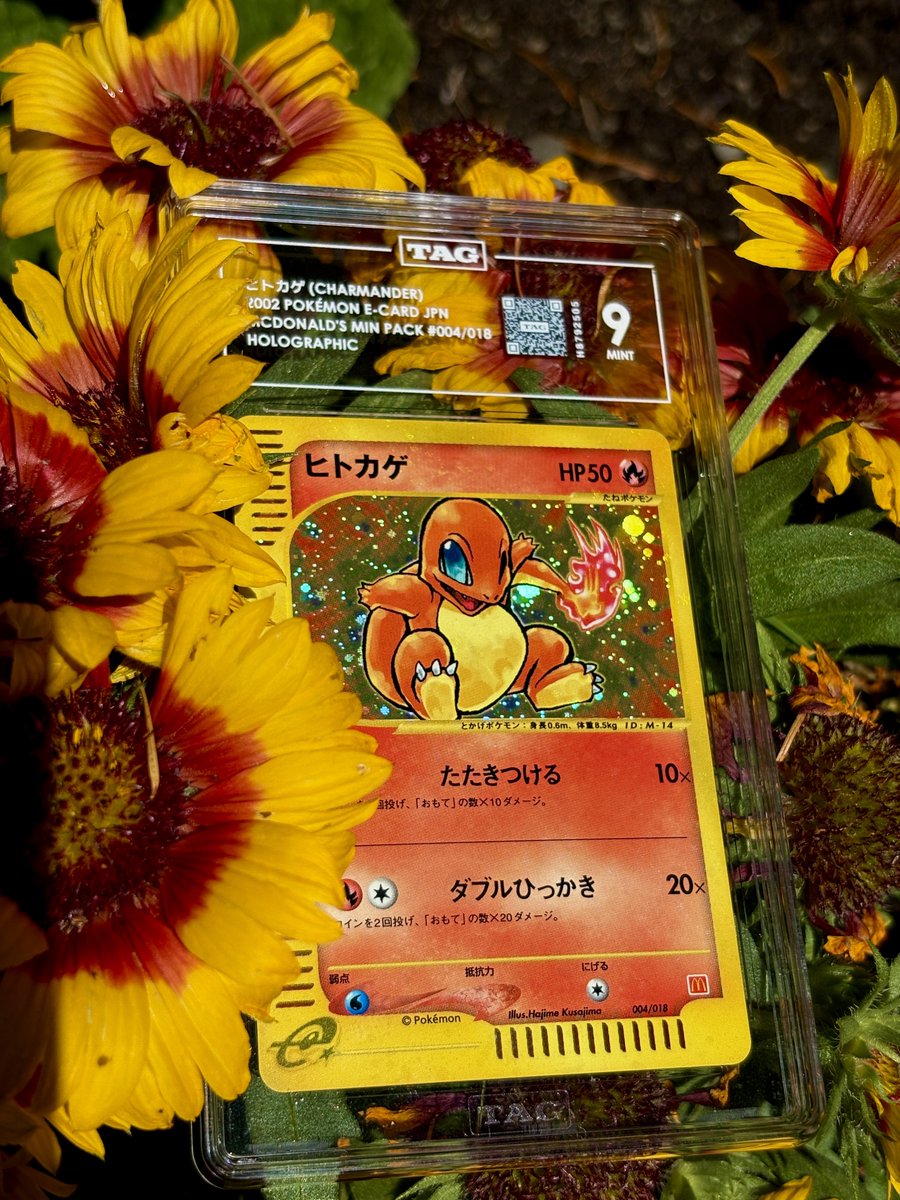 TAG
ヒトカゲ (CHARMANDER)
2002 POKÉMON E-CARD JPN
MCDONALD'S MIN PACK #004/018
HOLOGRAPHIC
TAG
H8792505
9
MINT
ヒトカゲ
HP50
たねポケモン
とかげポケモン：身長0.6m、体重8.5kg ID:M-14
たたきつける 10×
回投げ、「おもて」の数×10ダメージ。
ダブルひっかき 20×
コインを2回投げ、「おもて」の数×20ダメージ。
弱点 抵抗力 にげる
Illus.Hajime Kusajima 004/018
©Pokémon
e
TAG